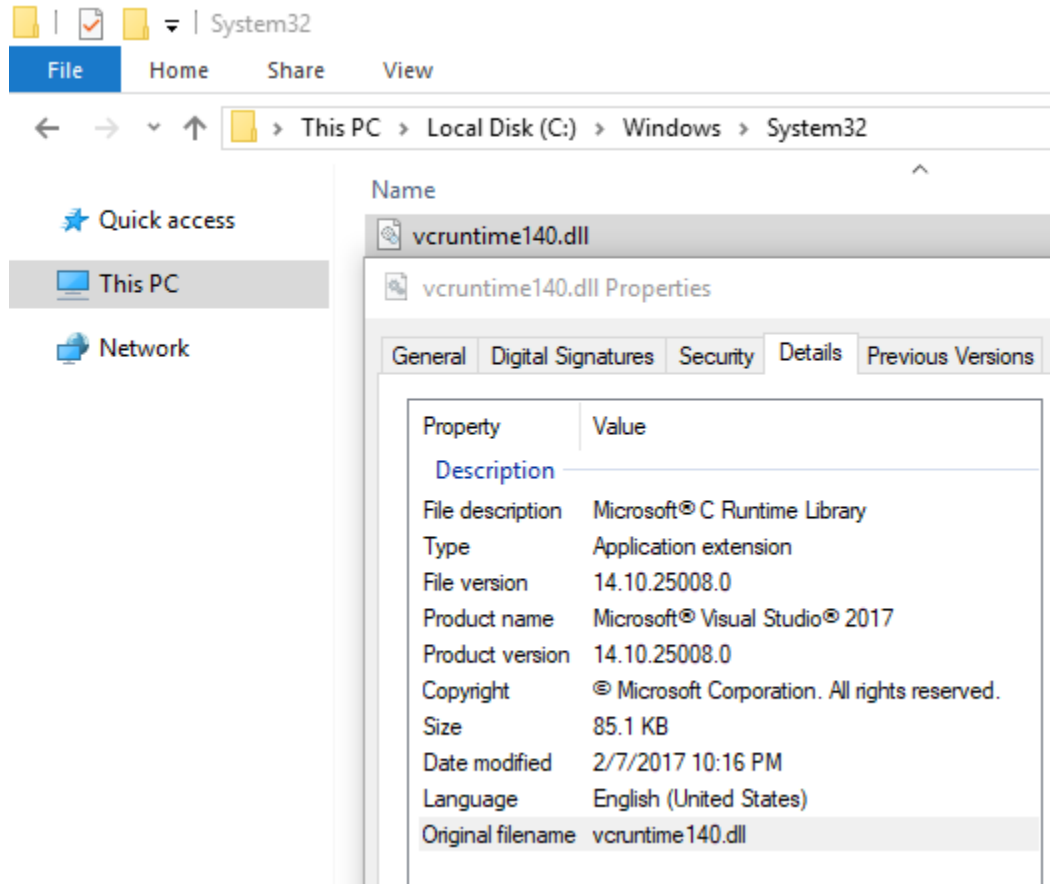 System32
File Home Share View
This PC > Local Disk (C:) > Windows > System32
Name
Quick access
vcruntime140.dll
This PC
vcruntime140.dll Properties
Network
General Digital Signatures Security Details Previous Versions
Property Value
Description
File description Microsoft® C Runtime Library
Type Application extension
File version 14.10.25008.0
Product name Microsoft® Visual Studio® 2017
Product version 14.10.25008.0
Copyright © Microsoft Corporation. All rights reserved.
Size 85.1 KB
Date modified 2/7/2017 10:16 PM
Language English (United States)
Original filename vcruntime140.dll